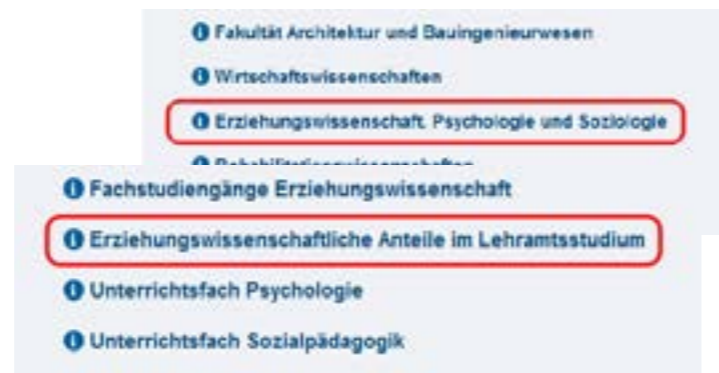 Fakultät Architektur und Bauingenieurwesen
Wirtschaftswissenschaften
Erziehungswissenschaft, Psychologie und Soziologie
Rehabilitationswissenschaften
Fachstudiengänge Erziehungswissenschaft
Erziehungswissenschaftliche Anteile im Lehramtsstudium
Unterrichtsfach Psychologie
Unterrichtsfach Sozialpädagogik